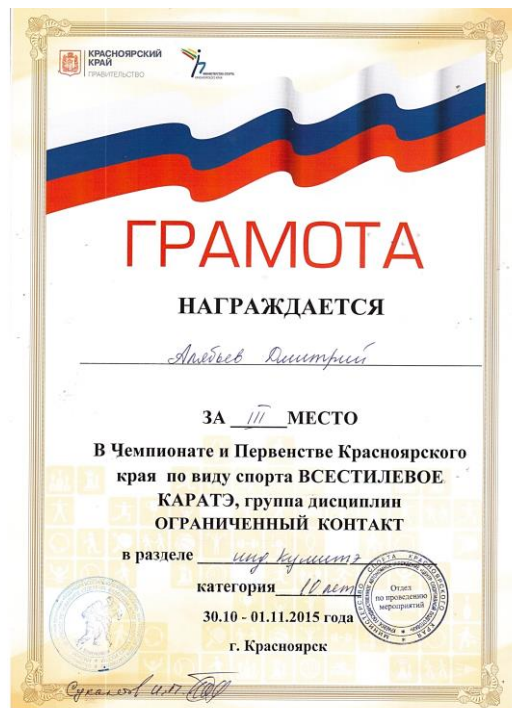 КРАСНОЯРСКИЙ
КРАЙ
ПРАВИТЕЛЬСТВО
ГРАМОТА
НАГРАЖДАЕТСЯ
Алябьев Дмитрий
ЗА III МЕСТО
В Чемпионате и Первенстве Красноярского
края по виду спорта ВСЕСТИЛЕВОЕ
КАРАТЭ, группа дисциплин
ОГРАНИЧЕННЫЙ КОНТАКТ
в разделе инд кумитэ
категория 10 лет
30.10 - 01.11.2015 года
г. Красноярск
Отдел
по проведению
мероприятий